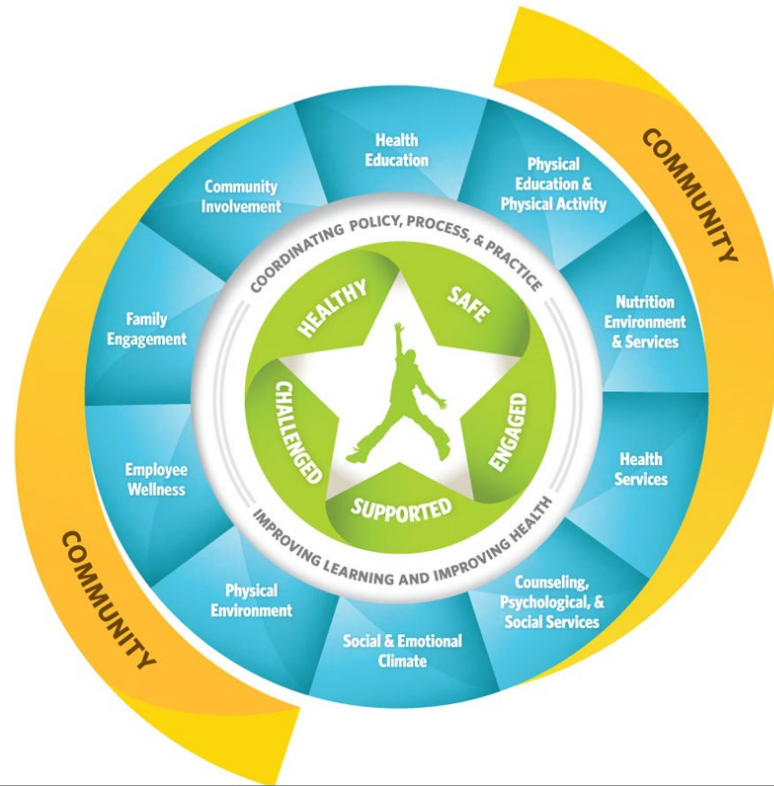 COMMUNITY
Health
Education
Physical
Education &
Physical Activity
Nutrition
Environment
& Services
Health
Services
Counseling,
Psychological, &
Social Services
Social & Emotional
Climate
Physical
Environment
Employee
Wellness
Family
Engagement
Community
Involvement
COORDINATING POLICY, PROCESS, & PRACTICE
IMPROVING LEARNING AND IMPROVING HEALTH
HEALTHY
SAFE
ENGAGED
SUPPORTED
CHALLENGED
COMMUNITY